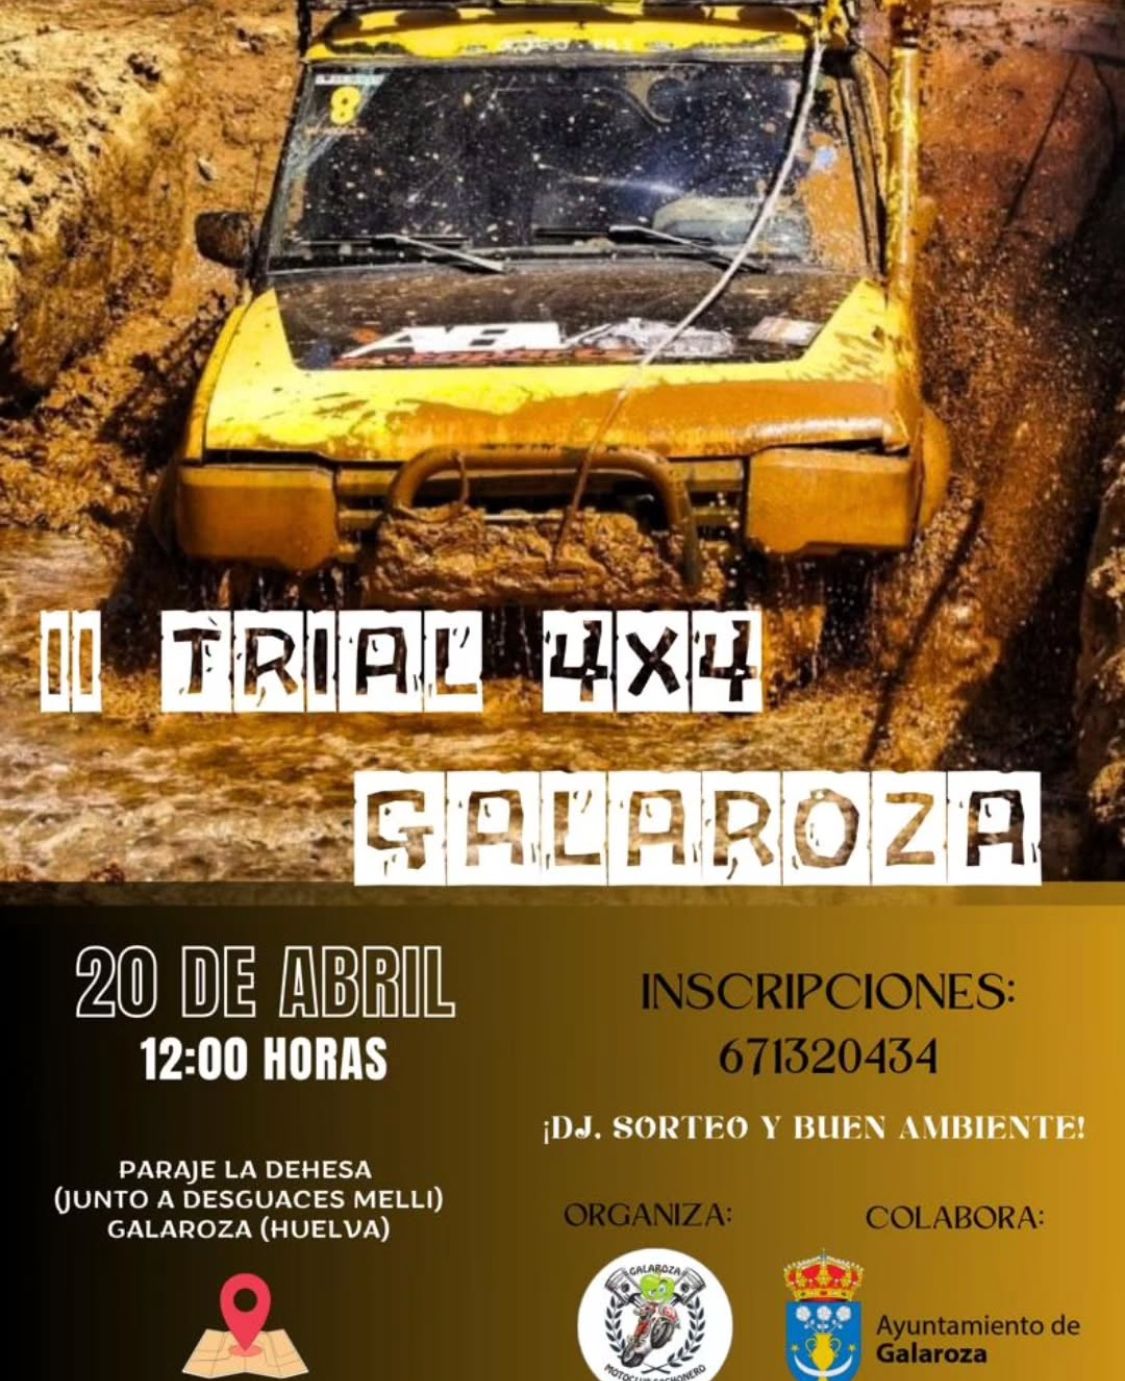 8
II TRIAL 4X4
GALAROZA
20 DE ABRIL
12:00 HORAS
PARAJE LA DEHESA
(JUNTO A DESGUACES MELLI)
GALAROZA (HUELVA)
INSCRIPCIONES:
671320434
¡DJ, SORTEO Y BUEN AMBIENTE!
ORGANIZA:
GALAROZA
COLABORA:
Ayuntamiento de
Galaroza